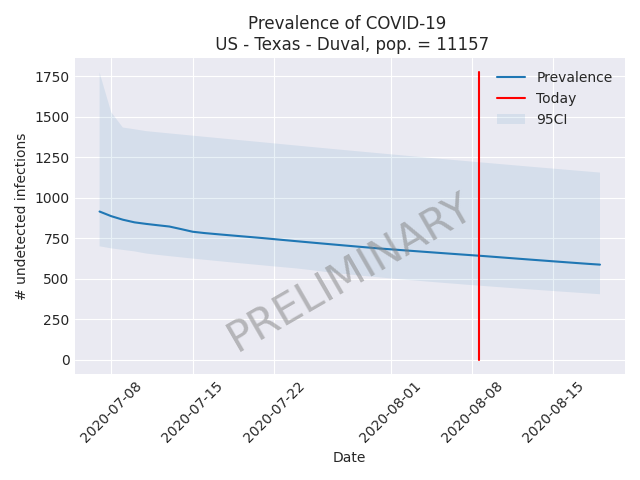 Prevalence of COVID-19
US - Texas - Duval, pop. = 11157
Prevalence
Today
95CI
# undetected infections
1750
1500
1250
1000
750
500
250
0
PRELIMINARY
2020-07-08
2020-07-15
2020-07-22
2020-08-01
2020-08-08
2020-08-15
Date